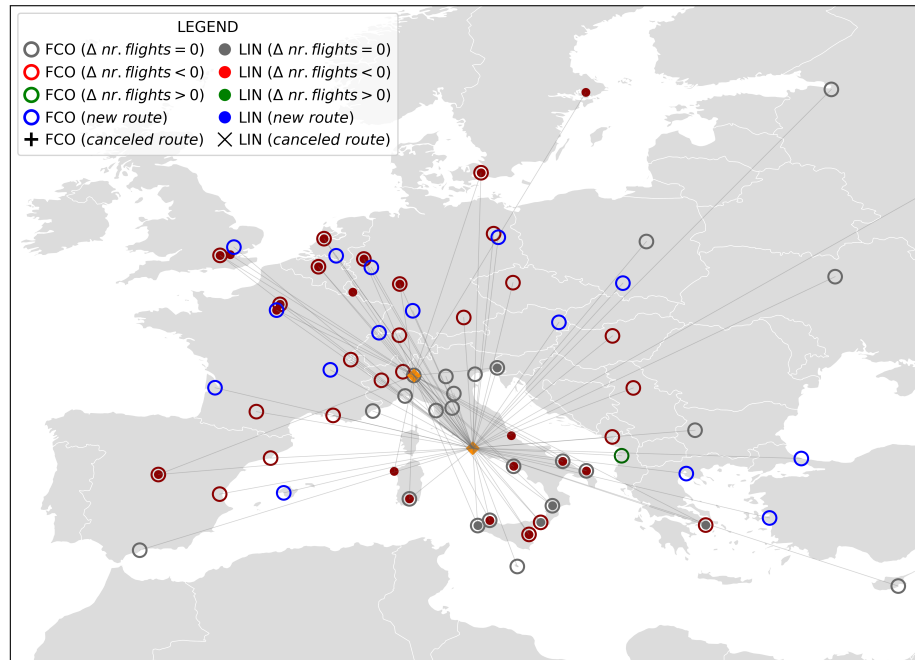 LEGEND
FCO (Δ nr. flights = 0) LIN (Δ nr. flights = 0)
FCO (Δ nr. flights < 0) LIN (Δ nr. flights < 0)
FCO (Δ nr. flights > 0) LIN (Δ nr. flights > 0)
FCO (new route) LIN (new route)
FCO (canceled route) LIN (canceled route)